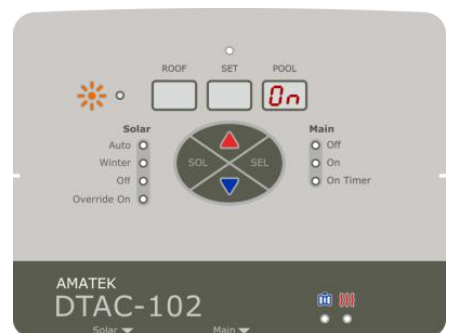 ROOF SET POOL
On
Solar
Auto
Winter
Off
Override On
SOL SEL
Main
Off
On
On Timer
AMATEK
DTAC-102
Solar Main